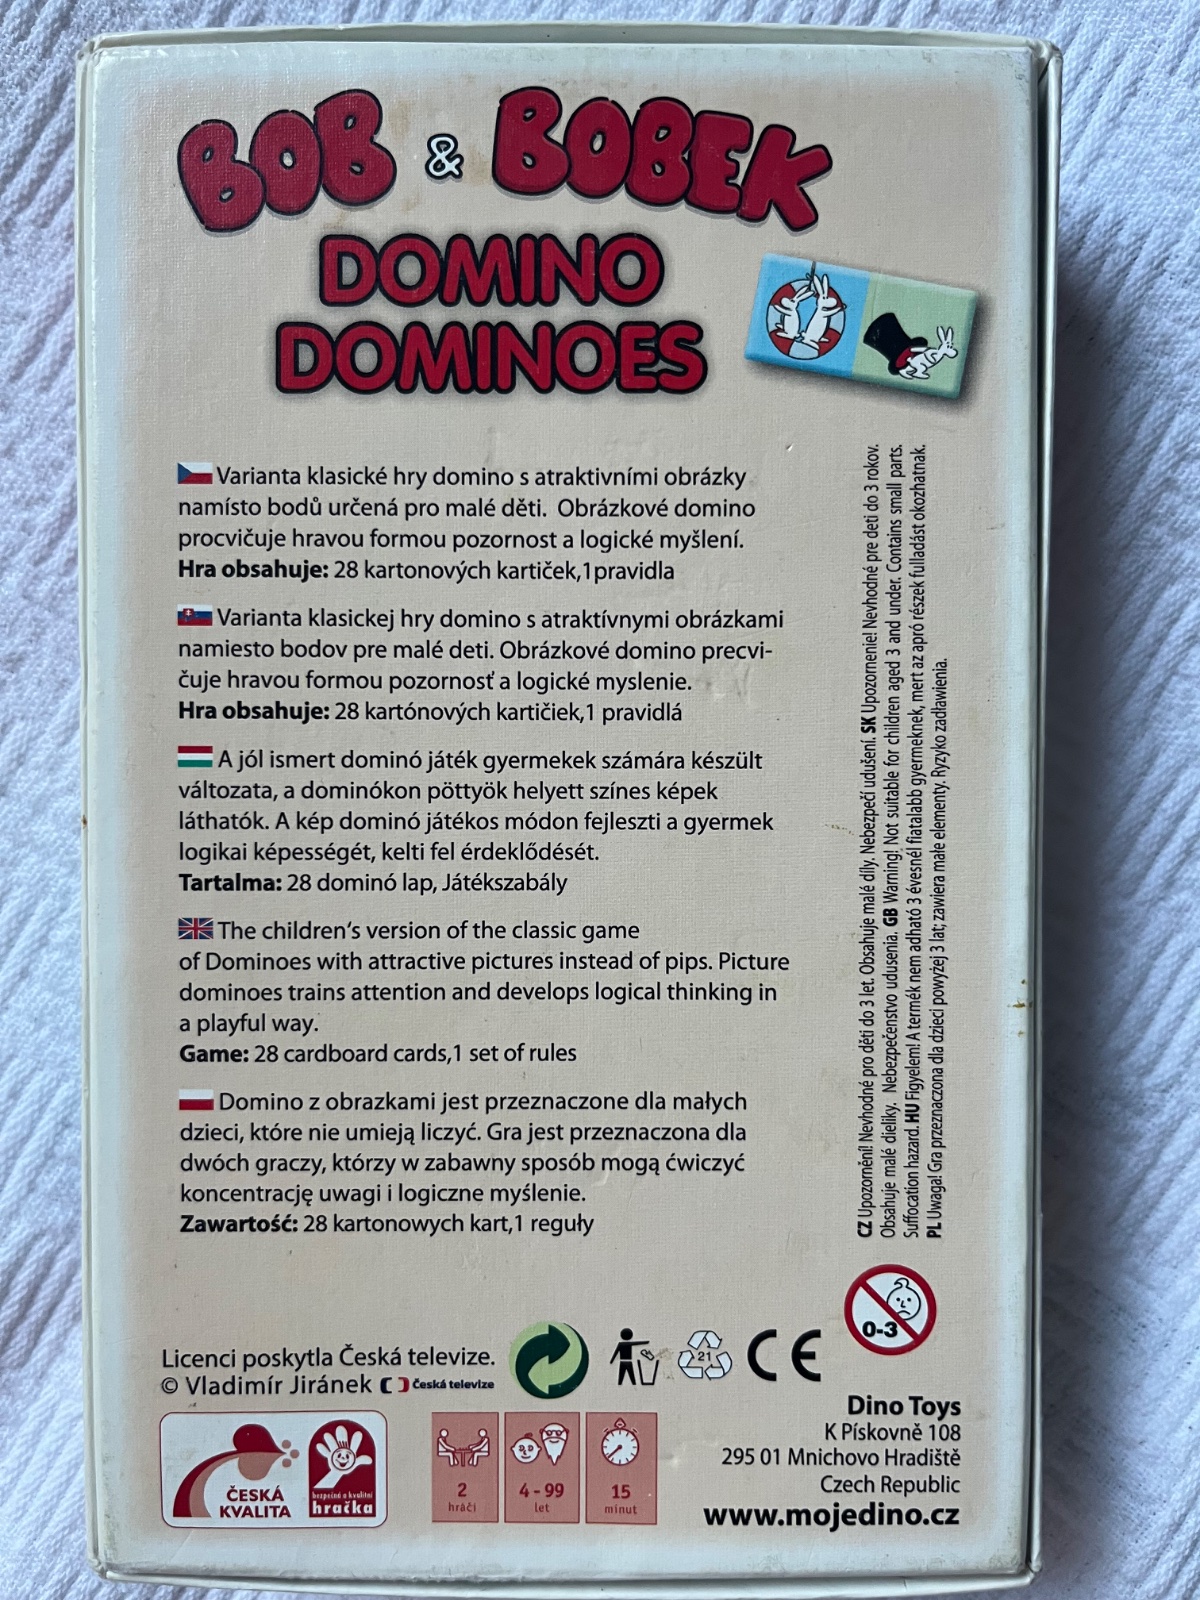 BOB & BOBEK
DOMINO
DOMINOES
Varianta klasické hry domino s atraktivními obrázky
namísto bodů určená pro malé děti. Obrázkové domino
procvičuje hravou formou pozornost a logické myšlení.
Hra obsahuje: 28 kartonových kartiček,1pravidla
Varianta klasickej hry domino s atraktívnymi obrázkami
namiesto bodov pre malé deti. Obrázkové domino precvi-
čuje hravou formou pozornosť a logické myslenie.
Hra obsahuje: 28 kartónových kartičiek,1 pravidlá
A jól ismert dominó játék gyermekek számára készült
változata, a dominókon pöttyök helyett színes képek
láthatók. A kép dominó játékos módon fejleszti a gyermek
logikai képességét, kelti fel érdeklődését.
Tartalma: 28 dominó lap, Játékszabály
The children‘s version of the classic game
of Dominoes with attractive pictures instead of pips. Picture
dominoes trains attention and develops logical thinking in
a playful way.
Game: 28 cardboard cards,1 set of rules
Domino z obrazkami jest przeznaczone dla małych
dzieci, które nie umieją liczyć. Gra jest przeznaczona dla
dwóch graczy, którzy w zabawny sposób mogą ćwiczyć
koncentrację uwagi i logiczne myślenie.
Zawartość: 28 kartonowych kart,1 reguły
CZ Upozornění! Nevhodné pro děti do 3 let. Obsahuje malé díly. Nebezpečí udušení. SK Upozornenie! Nevhodné pre deti do 3 rokov.
Obsahuje malé dieliky. Nebezpečenstvo udusenia. GB Warning! Not suitable for children aged 3 and under. Contains small parts.
Suffocation hazard. HU Figyelem! A termék nem adható 3 évesnél fiatalabb gyermeknek, mert az apró részek fulladást okozhatnak.
PL Uwaga! Gra przeznaczona dla dzieci powyżej 3 lat; zawiera małe elementy. Ryzyko zadławienia.
0-3
Licenci poskytla Česká televize.
© Vladimír Jiránek Česká televize
21
CE
Dino Toys
K Pískovně 108
295 01 Mnichovo Hradiště
Czech Republic
www.mojedino.cz
ČESKÁ
KVALITA
bezpečná a kvalitní
hračka
2
hráči
4 - 99
let
15
minut